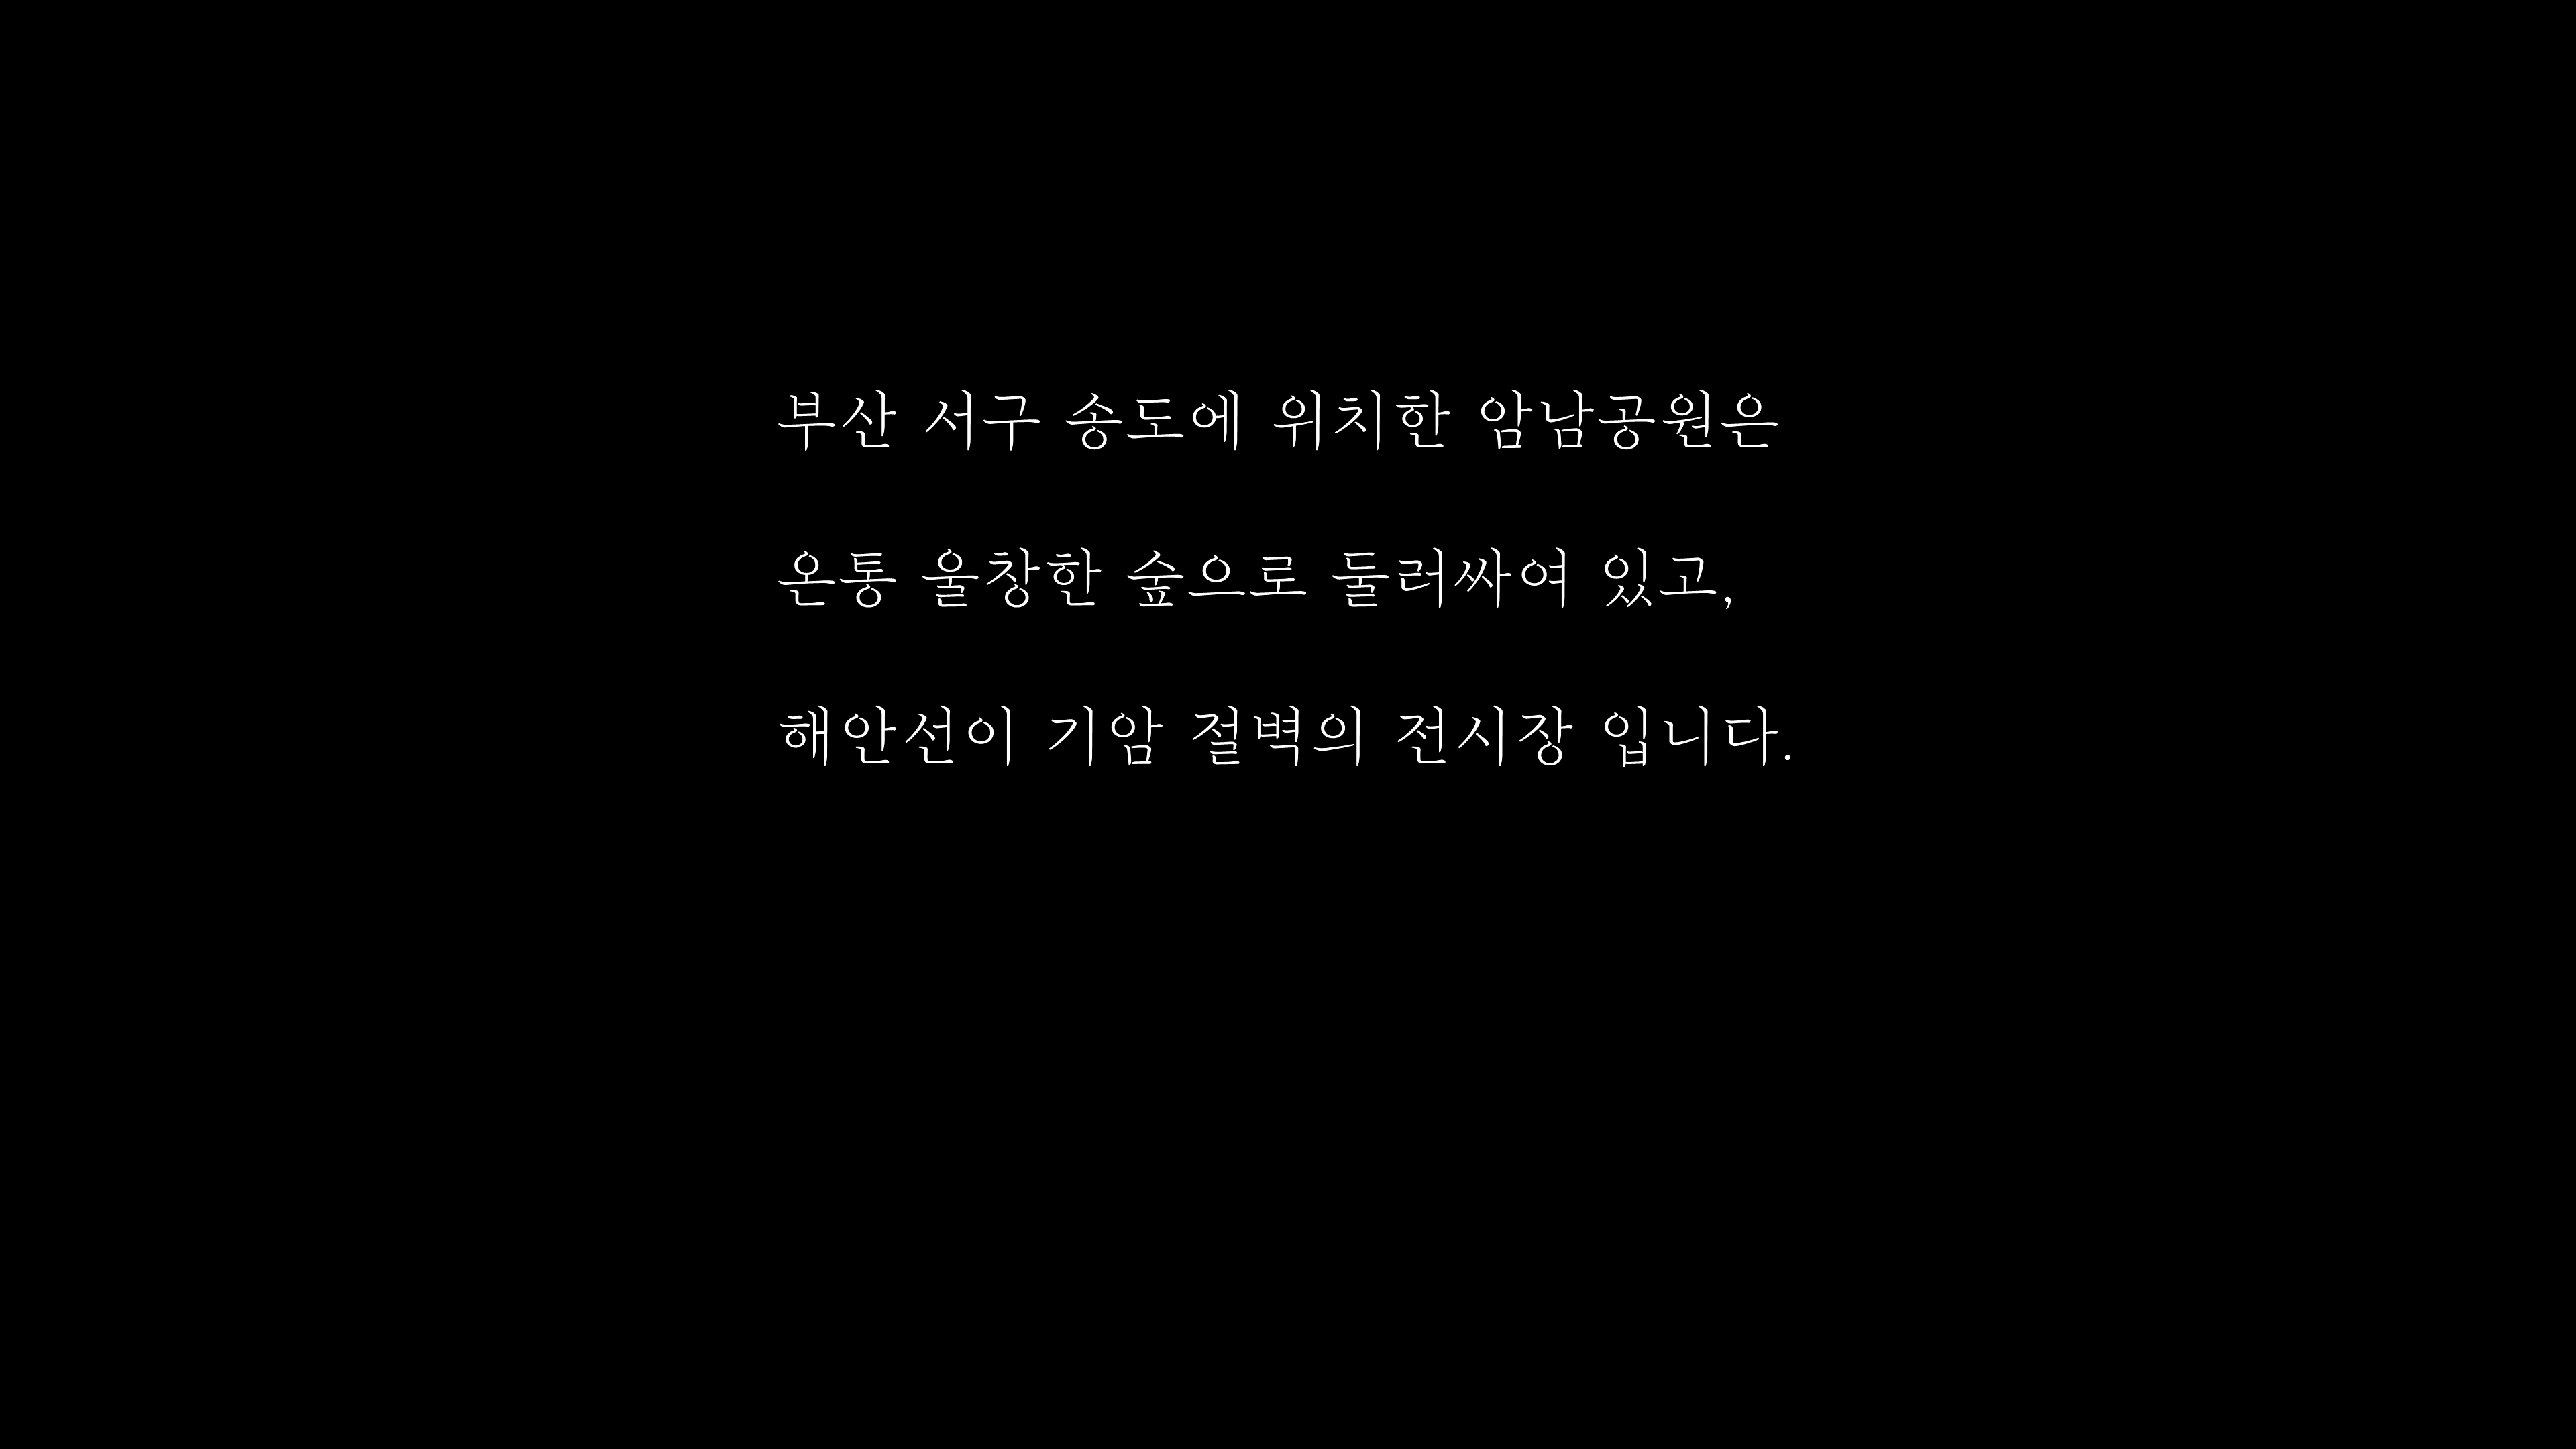 부산 서구 송도에 위치한 암남공원은
온통 울창한 숲으로 둘러싸여 있고,
해안선이 기암 절벽의 전시장 입니다.